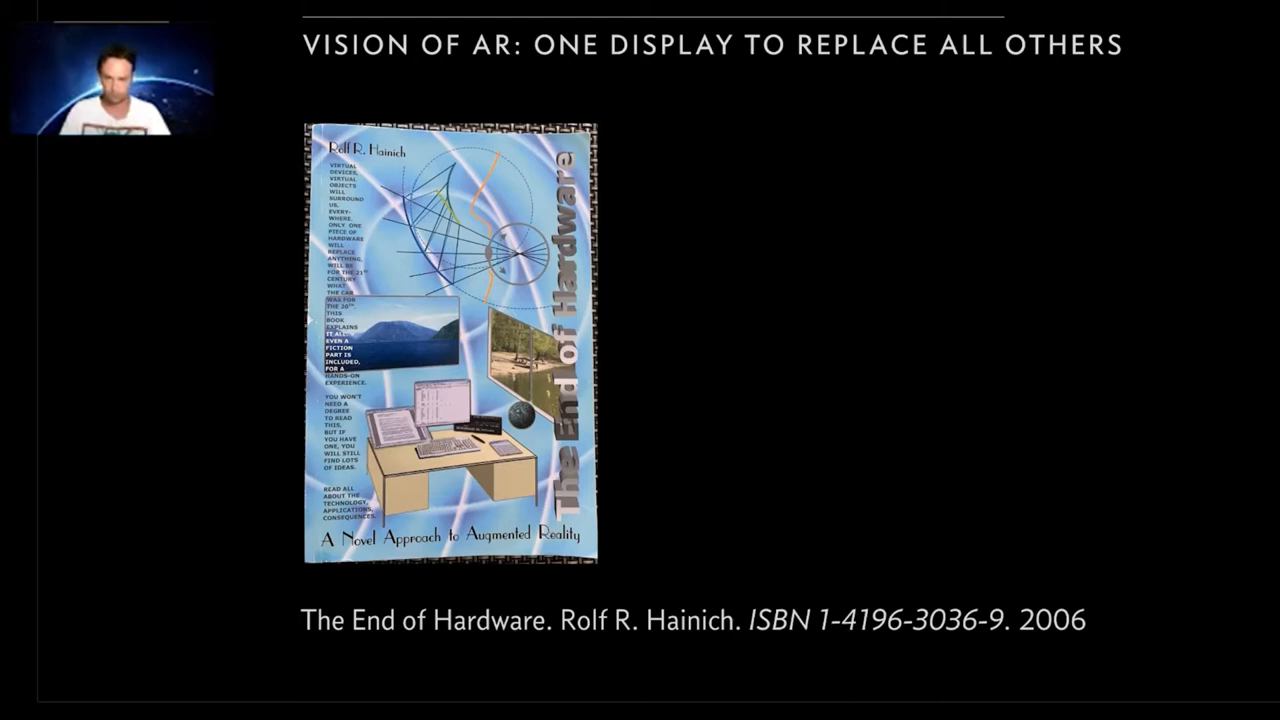 VISION OF AR: ONE DISPLAY TO REPLACE ALL OTHERS
Rolf R. Hainich
VIRTUAL
DEVICES,
VIRTUAL
OBJECTS
WILL
SURROUND
US,
EVERY-
WHERE.
ONLY ONE
PIECE OF
HARDWARE
WILL
REPLACE
ANYTHING.
WILL BE
FOR THE 21ST
CENTURY
WHAT
THE CAR
WAS FOR
THE 20TH.
THIS
BOOK
EXPLAINS
IT ALL.
EVEN A
FICTION
PART IS
INCLUDED,
FOR A
HANDS-ON
EXPERIENCE.
YOU WON'T
NEED A
DEGREE
TO READ
THIS,
BUT IF
YOU HAVE
ONE, YOU
WILL STILL
FIND LOTS
OF IDEAS.
READ ALL
ABOUT THE
TECHNOLOGY,
APPLICATIONS,
CONSEQUENCES.
The End of Hardware
A Novel Approach to Augmented Reality
The End of Hardware. Rolf R. Hainich. ISBN 1-4196-3036-9. 2006